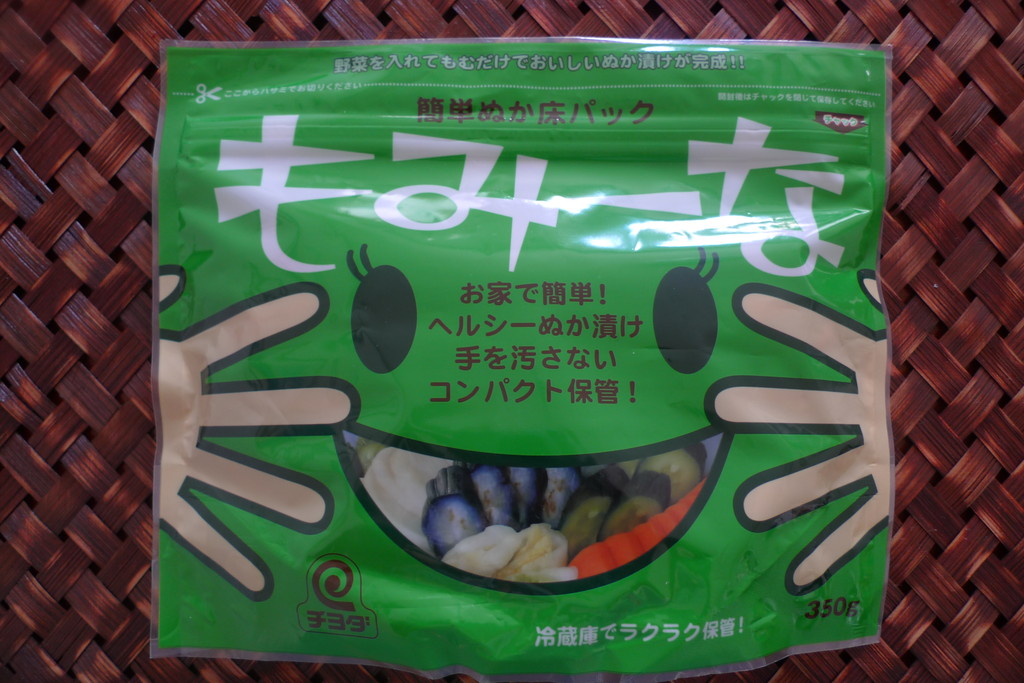 野菜を入れてもむだけでおいしいぬか漬けが完成!!
ここからハサミでお切りください
開封後はチャックを閉じて保存してください
チャック
簡単ぬか床パック
もみーな
お家で簡単!
ヘルシーぬか漬け
手を汚さない
コンパクト保管!
チヨダ
350g
冷蔵庫でラクラク保管!